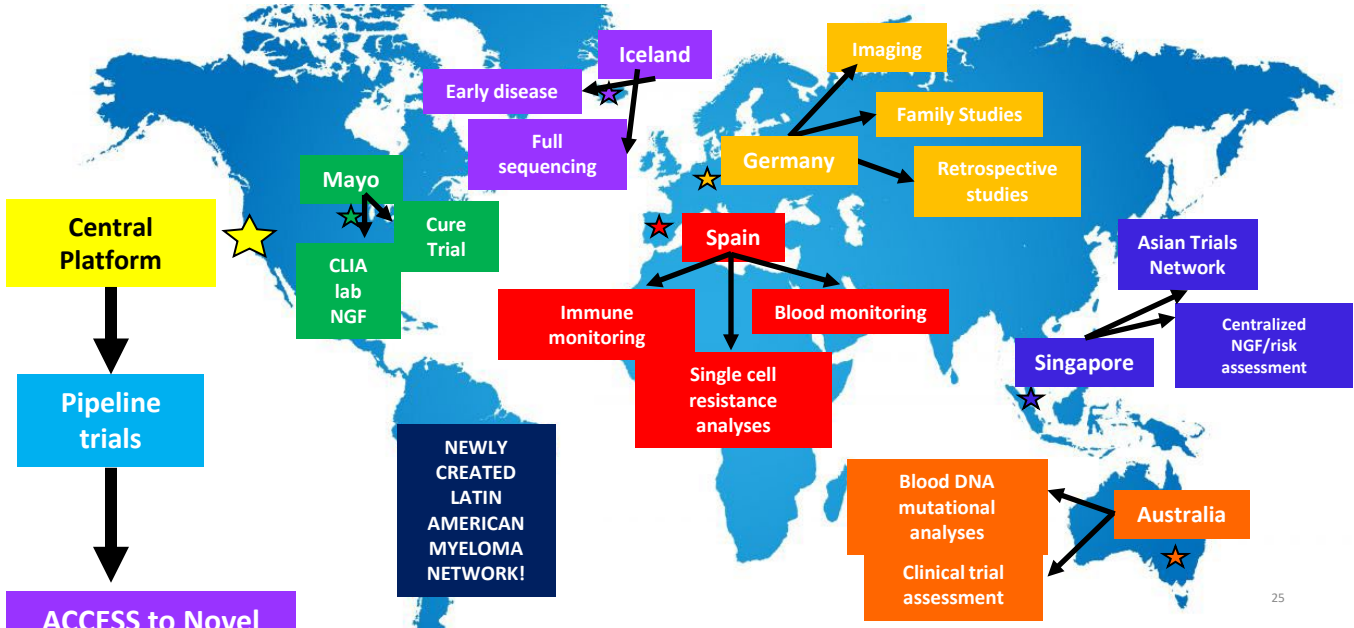 Iceland
Early disease
Full
sequencing
Imaging
Family Studies
Germany
Retrospective
studies
Mayo
Cure
Trial
CLIA
lab
NGF
Central
Platform
Pipeline
trials
ACCESS to Novel
Spain
Immune
monitoring
Blood monitoring
Single cell
resistance
analyses
Asian Trials
Network
Centralized
NGF/risk
assessment
Singapore
NEWLY
CREATED
LATIN
AMERICAN
MYELOMA
NETWORK!
Blood DNA
mutational
analyses
Australia
Clinical trial
assessment
25